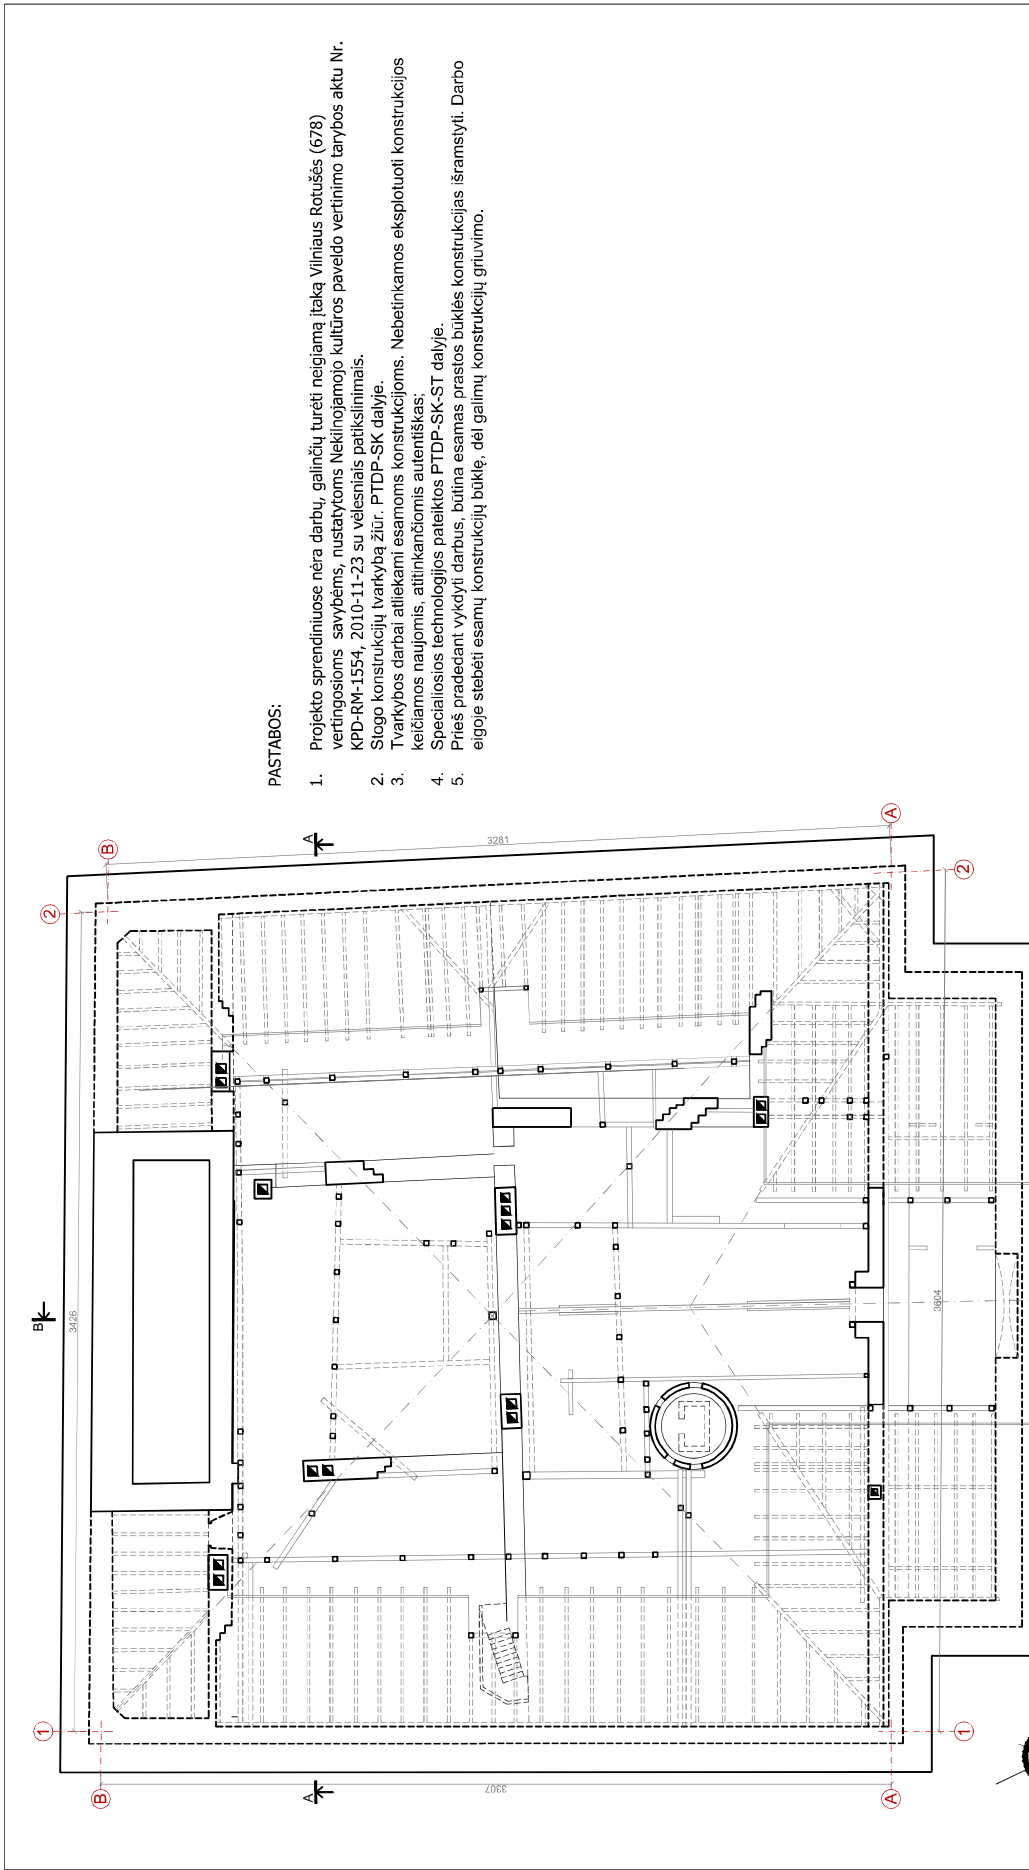 PASTABOS:
1. Projekto sprendiniuose nėra darbų, galinčių turėti neigiamą įtaką Vilniaus Rotušės (678)
vertingosioms savybėms, nustatytoms Nekilnojamojo kultūros paveldo vertinimo tarybos aktu Nr.
KPD-RM-1554, 2010-11-23 su vėlesniais patikslinimais.
2. Stogo konstrukcijų tvarkybą žiūr. PTDP-SK dalyje.
3. Tvarkybos darbai atliekami esamoms konstrukcijoms. Nebetinkamos eksplotuoti konstrukcijos
keičiamos naujomis, atitinkančiomis autentiškas;
4. Specialiosios technologijos pateiktos PTDP-SK-ST dalyje.
5. Prieš pradedant vykdyti darbus, būtina esamas prastos būklės konstrukcijas išramstyti. Darbo
eigoje stebėti esamų konstrukcijų būklę, dėl galimų konstrukcijų griuvimo.
1
2
B
B
B
3426
A
A
3307
3281
3604
A
A
1
2